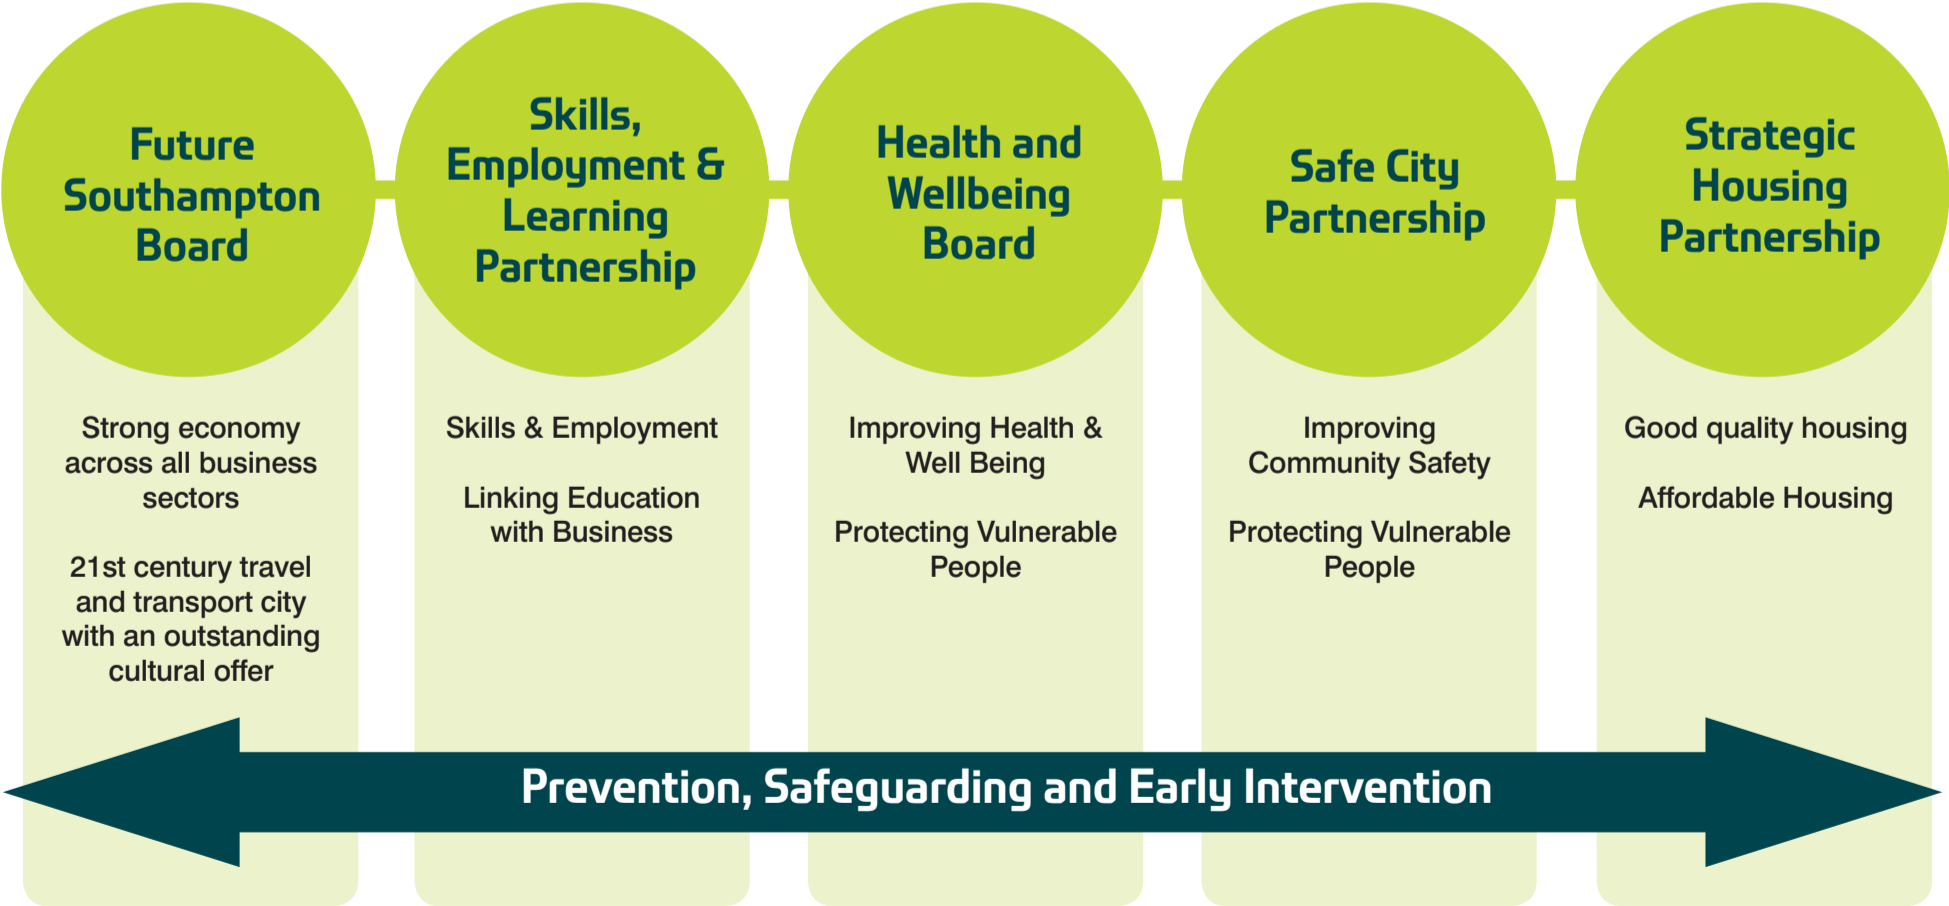 Future
Southampton
Board
Skills,
Employment &
Learning
Partnership
Health and
Wellbeing
Board
Safe City
Partnership
Strategic
Housing
Partnership
Strong economy
across all business
sectors
21st century travel
and transport city
with an outstanding
cultural offer
Skills & Employment
Linking Education
with Business
Improving Health &
Well Being
Protecting Vulnerable
People
Improving
Community Safety
Protecting Vulnerable
People
Good quality housing
Affordable Housing
Prevention, Safeguarding and Early Intervention